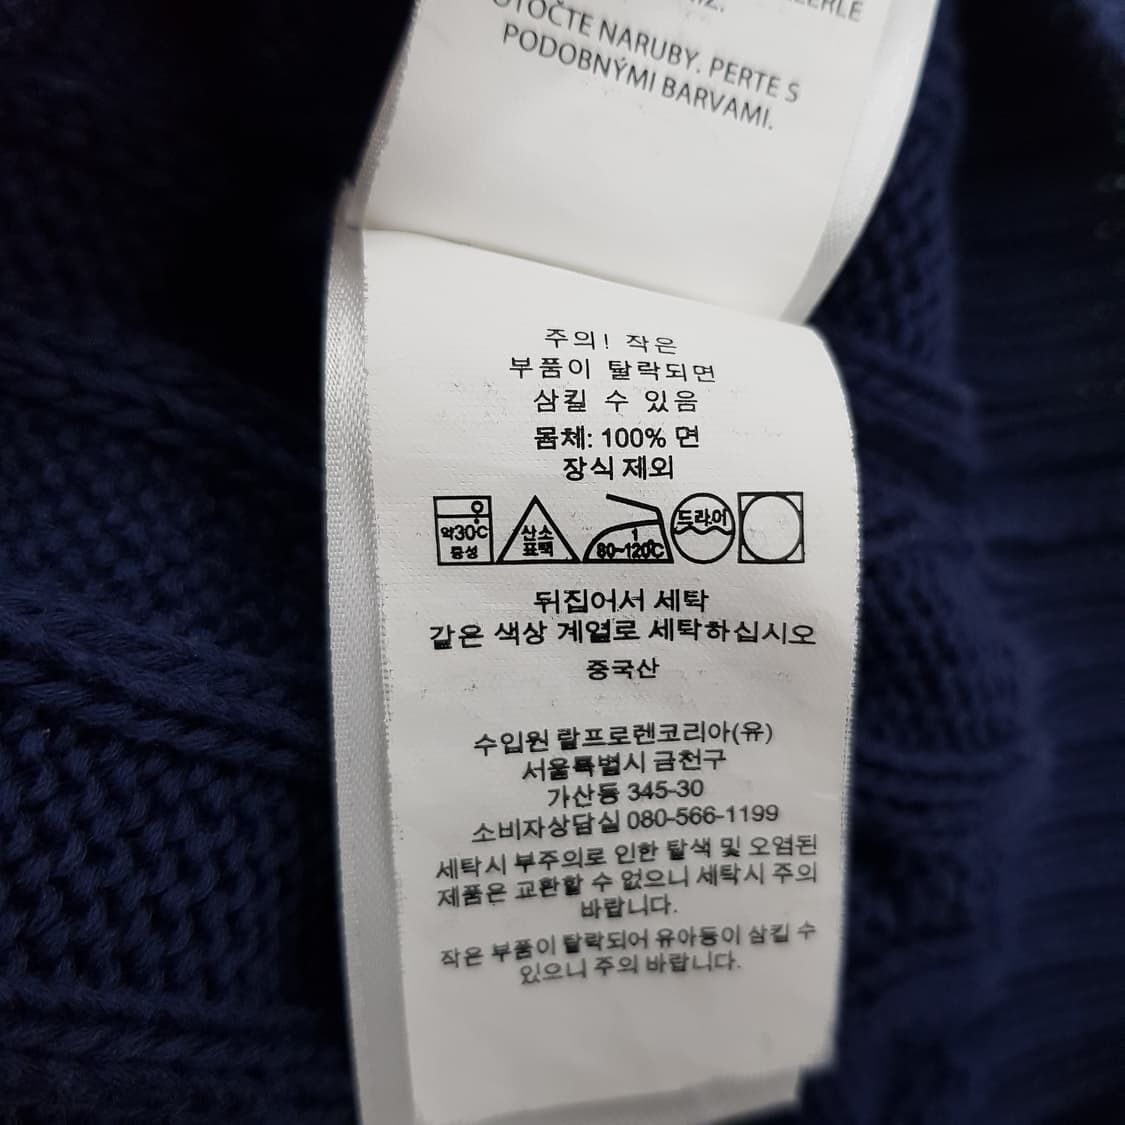 OTOČTE NARUBY. PERTE S
PODOBNÝMI BARVAMI.
주의! 작은
부품이 탈락되면
삼킬 수 있음
몸체: 100% 면
장식 제외
약30℃
중성
산소
표백
1
80~120℃
드라이
뒤집어서 세탁
같은 색상 계열로 세탁하십시오
중국산
수입원 랄프로렌코리아(유)
서울특별시 금천구
가산동 345-30
소비자상담실 080-566-1199
세탁시 부주의로 인한 탈색 및 오염된
제품은 교환할 수 없으니 세탁시 주의
바랍니다.
작은 부품이 탈락되어 유아등이 삼킬 수
있으니 주의 바랍니다.